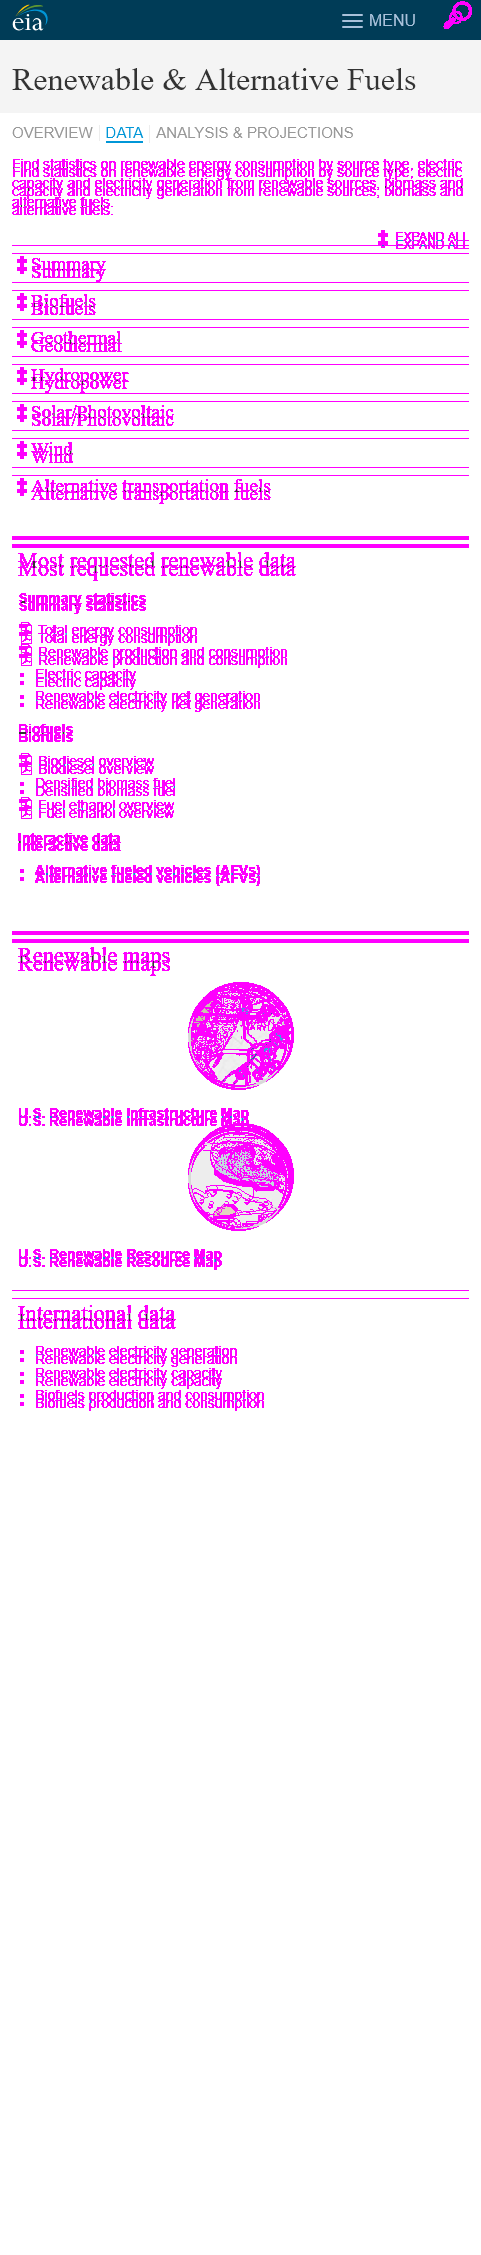 eia
MENU
Renewable & Alternative Fuels
OVERVIEW
DATA
ANALYSIS & PROJECTIONS
Find statistics on renewable energy consumption by source type, electric
capacity and electricity generation from renewable sources, biomass and
alternative fuels.
EXPAND ALL
Summary
Biofuels
Geothermal
Hydropower
Solar/Photovoltaic
Wind
Alternative transportation fuels
Most requested renewable data
Summary statistics
Total energy consumption
Renewable production and consumption
Electric capacity
Renewable electricity net generation
Biofuels
Biodiesel overview
Densified biomass fuel
Fuel ethanol overview
Interactive data
Alternative fueled vehicles (AFVs)
Renewable maps
U.S. Renewable Infrastructure Map
U.S. Renewable Resource Map
International data
Renewable electricity generation
Renewable electricity capacity
Biofuels production and consumption